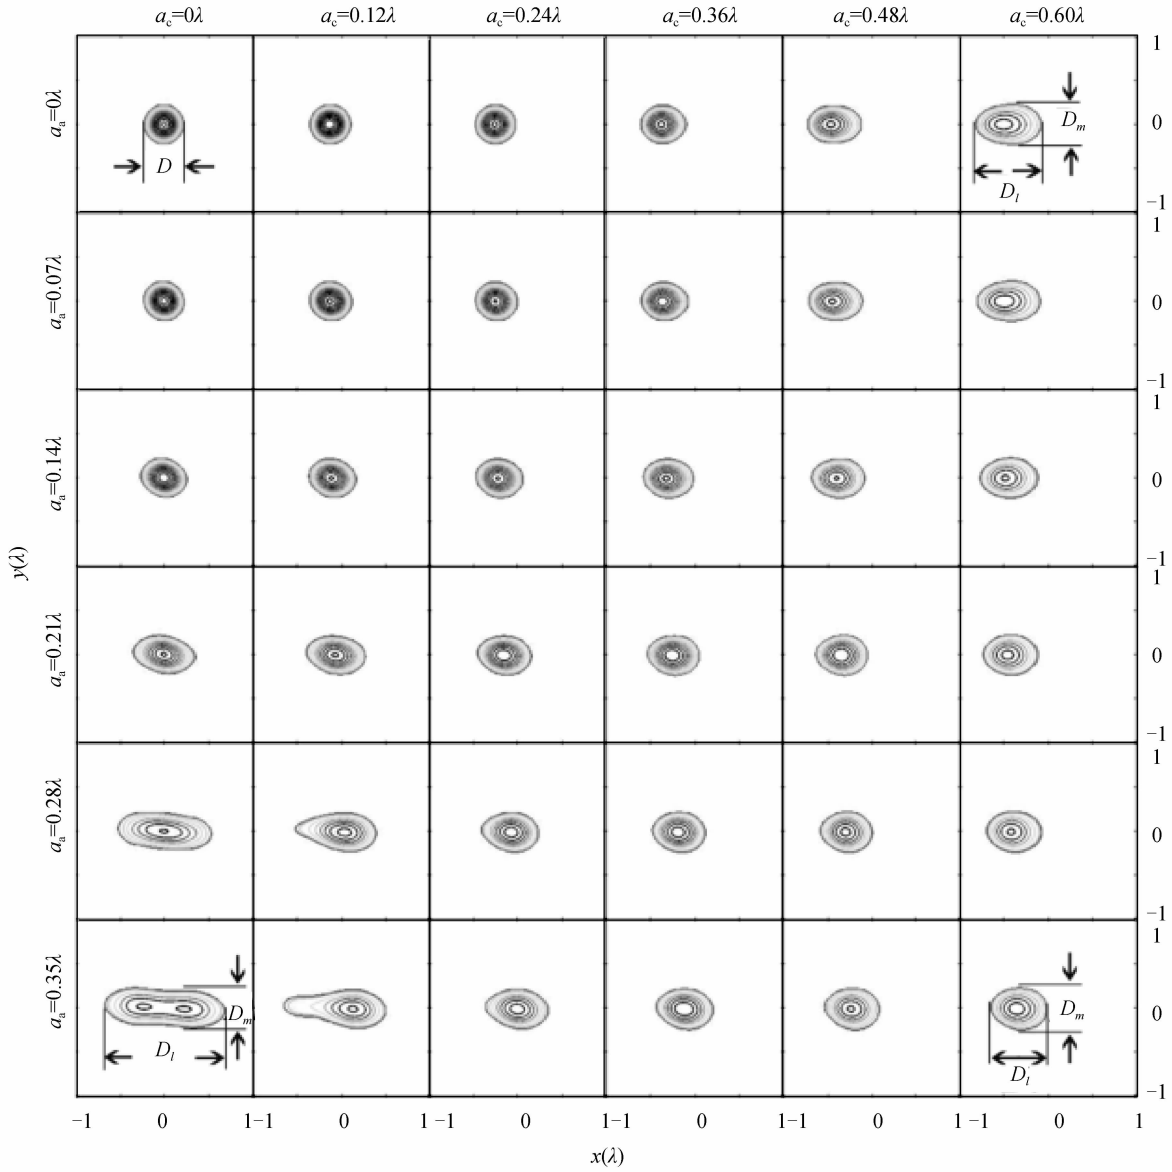 a_c=0λ a_c=0.12λ a_c=0.24λ a_c=0.36λ a_c=0.48λ a_c=0.60λ
a_a=0λ
D
D_m
D_l
1
0
−1
a_a=0.07λ
1
0
−1
a_a=0.14λ
1
0
−1
a_a=0.21λ
1
0
−1
a_a=0.28λ
1
0
−1
a_a=0.35λ
D_m
D_l
D_m
D_l
1
0
−1
y(λ)
−1 0 1−1 0 1−1 0 1−1 0 1−1 0 1−1 0 1
x(λ)